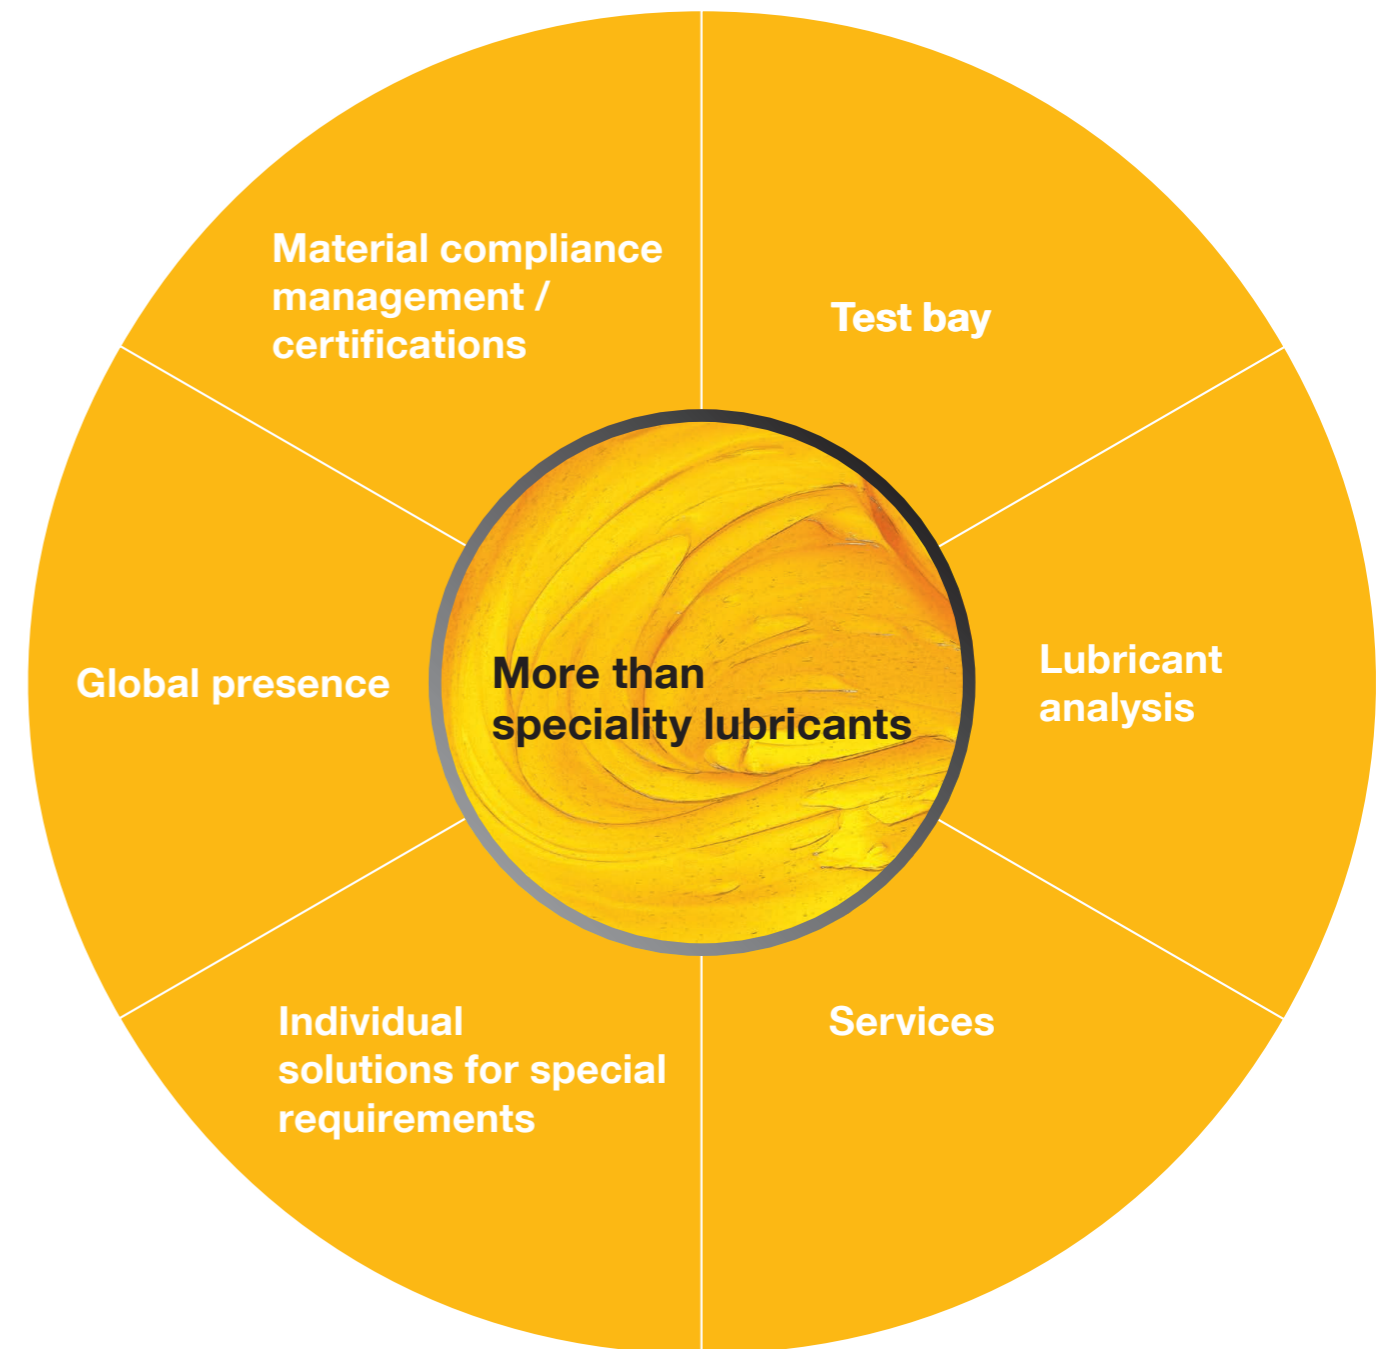 Material compliance
management /
certifications
Test bay
Global presence
More than
speciality lubricants
Lubricant
analysis
Individual
solutions for special
requirements
Services